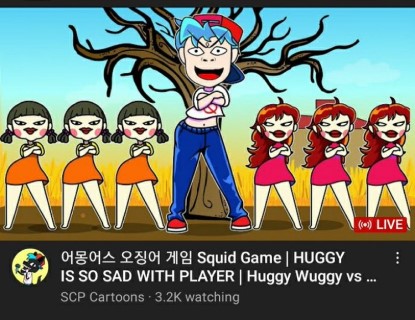 LIVE
어몽어스 오징어 게임 Squid Game | HUGGY
IS SO SAD WITH PLAYER | Huggy Wuggy vs ...
SCP Cartoons · 3.2K watching